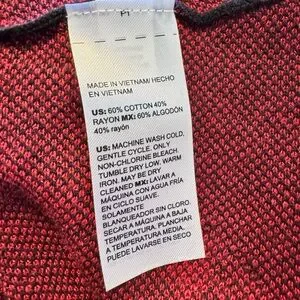 MADE IN VIETNAM/ HECHO
EN VIETNAM
US: 60% COTTON 40%
RAYON MX: 60% ALGODÓN
40% rayón
US: MACHINE WASH COLD,
GENTLE CYCLE. ONLY
NON-CHLORINE BLEACH.
TUMBLE DRY LOW. WARM
IRON. MAY BE DRY
CLEANED MX: LAVAR A
MÁQUINA CON AGUA FRÍA
EN CICLO SUAVE.
SOLAMENTE
BLANQUEADOR SIN CLORO.
SECAR A MÁQUINA A BAJA
TEMPERATURA. PLANCHAR
A TEMPERATURA MEDIA.
PUEDE LAVARSE EN SECO